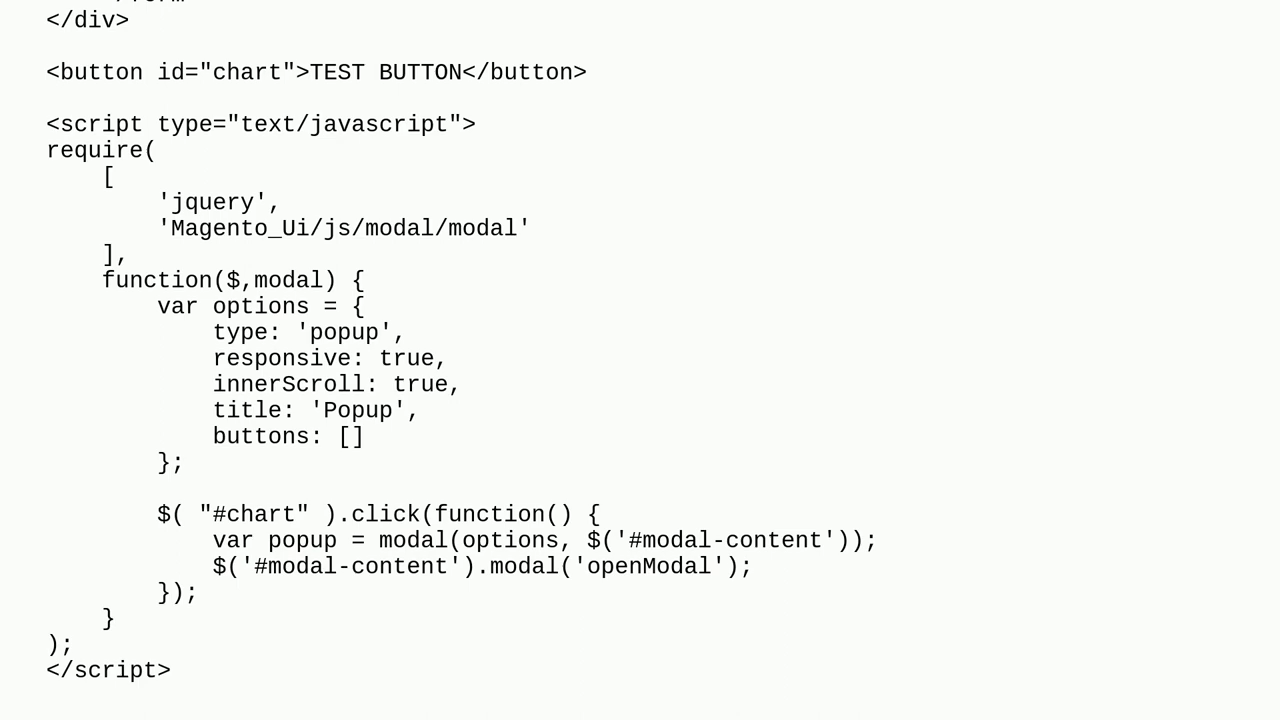 </div>
<button id="chart">TEST BUTTON</button>
<script type="text/javascript">
require(
    [
        'jquery',
        'Magento_Ui/js/modal/modal'
    ],
    function($,modal) {
        var options = {
            type: 'popup',
            responsive: true,
            innerScroll: true,
            title: 'Popup',
            buttons: []
        };
        $( "#chart" ).click(function() {
            var popup = modal(options, $('#modal-content'));
            $('#modal-content').modal('openModal');
        });
    }
);
</script>